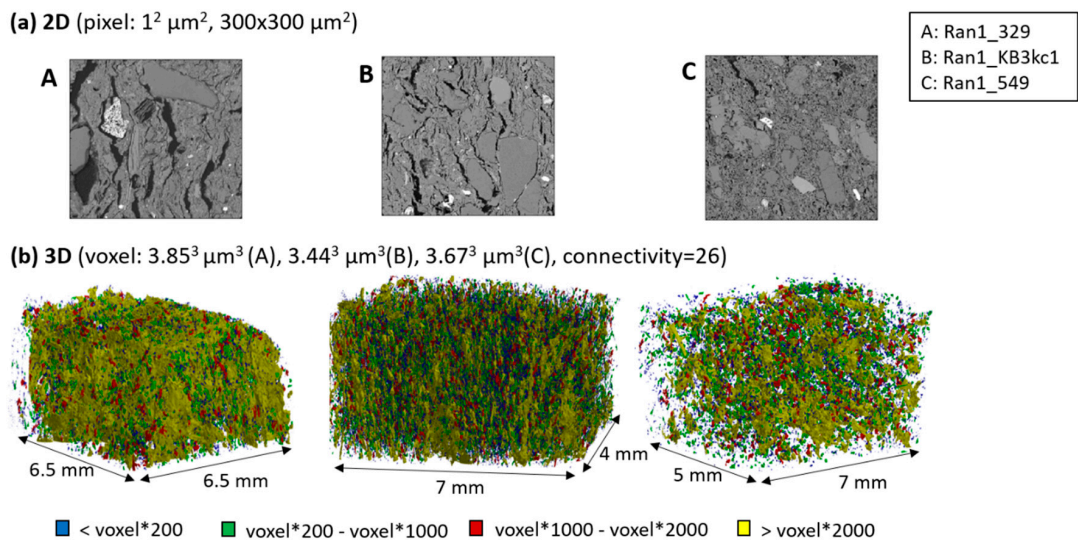 (a) 2D (pixel: 1² µm², 300x300 µm²)
A: Ran1_329
B: Ran1_KB3kc1
C: Ran1_549
A
B
C
(b) 3D (voxel: 3.85³ µm³ (A), 3.44³ µm³(B), 3.67³ µm³(C), connectivity=26)
6.5 mm
6.5 mm
7 mm
4 mm
5 mm
7 mm
< voxel*200
voxel*200 - voxel*1000
voxel*1000 - voxel*2000
> voxel*2000